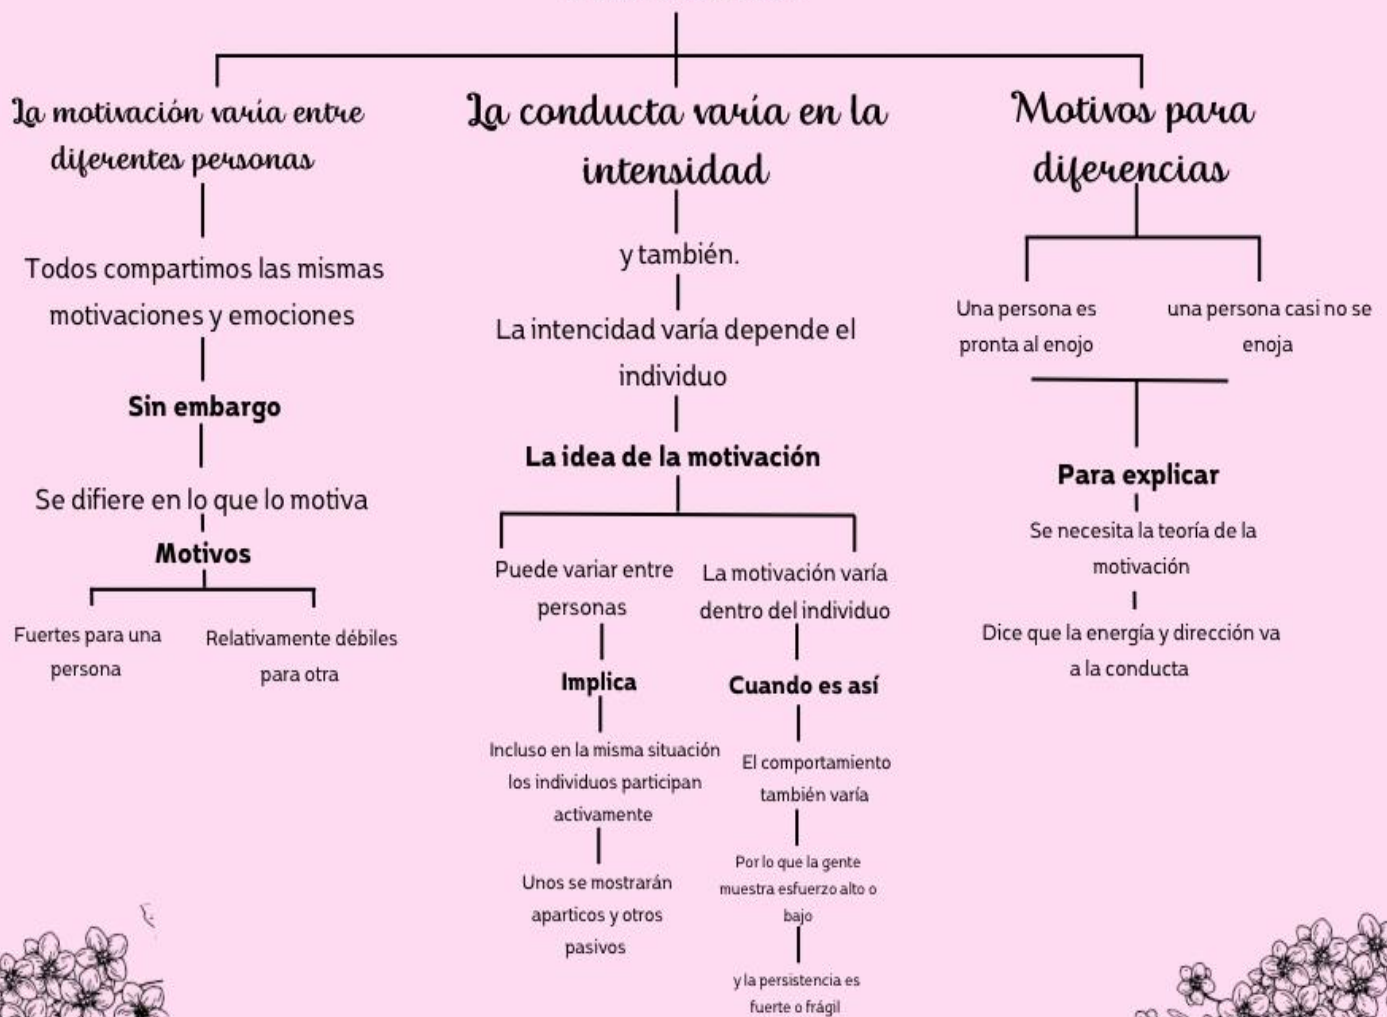 La motivación varía entre
diferentes personas
Todos compartimos las mismas
motivaciones y emociones
Sin embargo
Se difiere en lo que lo motiva
Motivos
Fuertes para una
persona
Relativamente débiles
para otra
La conducta varía en la
intensidad
y también.
La intencidad varía depende el
individuo
La idea de la motivación
Puede variar entre
personas
Implica
Incluso en la misma situación
los individuos participan
activamente
Unos se mostrarán
aparticos y otros
pasivos
La motivación varía
dentro del individuo
Cuando es así
El comportamiento
también varía
Por lo que la gente
muestra esfuerzo alto o
bajo
y la persistencia es
fuerte o frágil
Motivos para
diferencias
Una persona es
pronta al enojo
una persona casi no se
enoja
Para explicar
Se necesita la teoría de la
motivación
Dice que la energía y dirección va
a la conducta